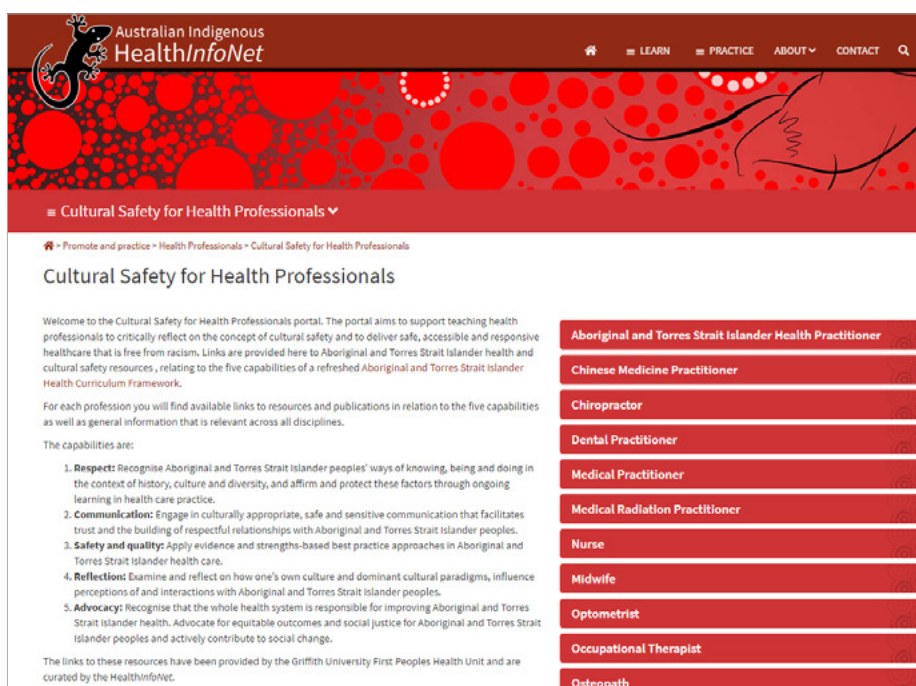 Australian Indigenous
HealthInfoNet
≡ LEARN ≡ PRACTICE ABOUT CONTACT
≡ Cultural Safety for Health Professionals
> Promote and practice > Health Professionals > Cultural Safety for Health Professionals
Cultural Safety for Health Professionals
Welcome to the Cultural Safety for Health Professionals portal. The portal aims to support teaching health
professionals to critically reflect on the concept of cultural safety and to deliver safe, accessible and responsive
healthcare that is free from racism. Links are provided here to Aboriginal and Torres Strait Islander health and
cultural safety resources , relating to the five capabilities of a refreshed Aboriginal and Torres Strait Islander
Health Curriculum Framework.
For each profession you will find available links to resources and publications in relation to the five capabilities
as well as general information that is relevant across all disciplines.
The capabilities are:
1. Respect: Recognise Aboriginal and Torres Strait Islander peoples' ways of knowing, being and doing in
the context of history, culture and diversity, and affirm and protect these factors through ongoing
learning in health care practice.
2. Communication: Engage in culturally appropriate, safe and sensitive communication that facilitates
trust and the building of respectful relationships with Aboriginal and Torres Strait Islander peoples.
3. Safety and quality: Apply evidence and strengths-based best practice approaches in Aboriginal and
Torres Strait Islander health care.
4. Reflection: Examine and reflect on how one's own culture and dominant cultural paradigms, influence
perceptions of and interactions with Aboriginal and Torres Strait Islander peoples.
5. Advocacy: Recognise that the whole health system is responsible for improving Aboriginal and Torres
Strait Islander health. Advocate for equitable outcomes and social justice for Aboriginal and Torres Strait
Islander peoples and actively contribute to social change.
The links to these resources have been provided by the Griffith University First Peoples Health Unit and are
curated by the HealthInfoNet.
Aboriginal and Torres Strait Islander Health Practitioner
Chinese Medicine Practitioner
Chiropractor
Dental Practitioner
Medical Practitioner
Medical Radiation Practitioner
Nurse
Midwife
Optometrist
Occupational Therapist
Osteopath